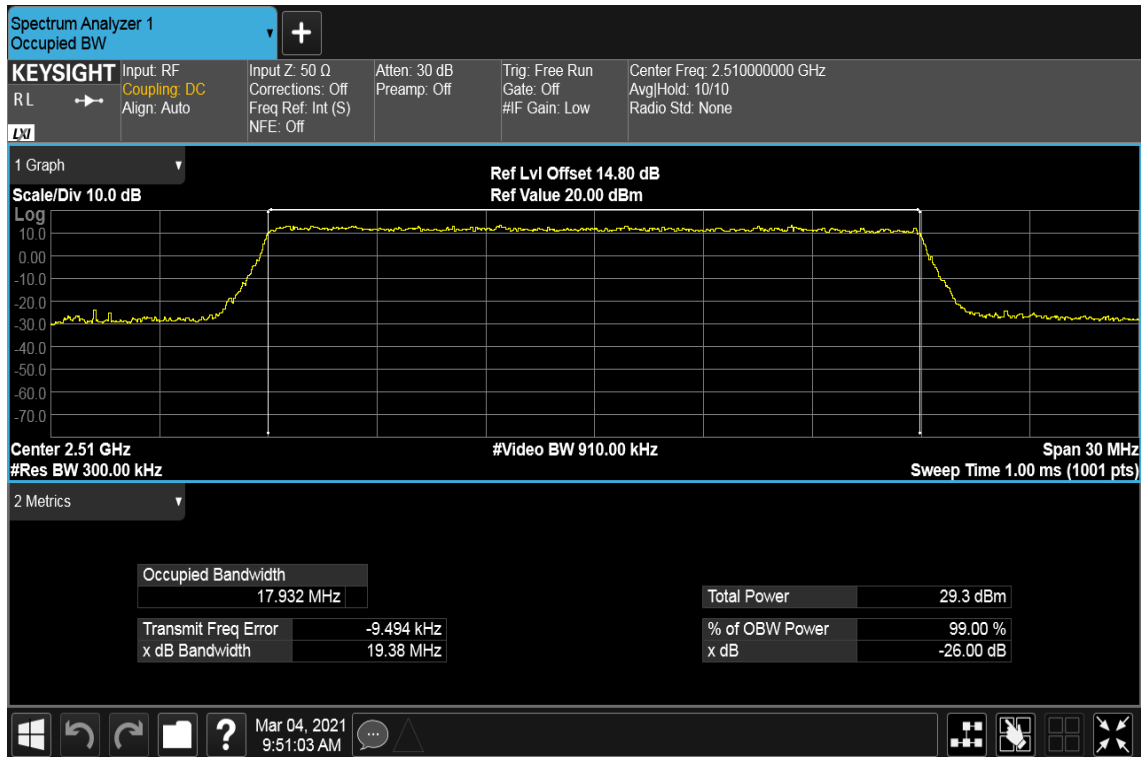 Spectrum Analyzer 1
Occupied BW
+
KEYSIGHT
R L
LXI
Input: RF
Coupling: DC
Align: Auto
Input Z: 50 Ω
Corrections: Off
Freq Ref: Int (S)
NFE: Off
Atten: 30 dB
Preamp: Off
Trig: Free Run
Gate: Off
#IF Gain: Low
Center Freq: 2.510000000 GHz
Avg|Hold: 10/10
Radio Std: None
1 Graph
Scale/Div 10.0 dB
Ref Lvl Offset 14.80 dB
Ref Value 20.00 dBm
Log
10.0
0.00
-10.0
-20.0
-30.0
-40.0
-50.0
-60.0
-70.0
Center 2.51 GHz
#Res BW 300.00 kHz
#Video BW 910.00 kHz
Span 30 MHz
Sweep Time 1.00 ms (1001 pts)
2 Metrics
Occupied Bandwidth
17.932 MHz
Transmit Freq Error -9.494 kHz
x dB Bandwidth 19.38 MHz
Total Power 29.3 dBm
% of OBW Power 99.00 %
x dB -26.00 dB
?
Mar 04, 2021
9:51:03 AM